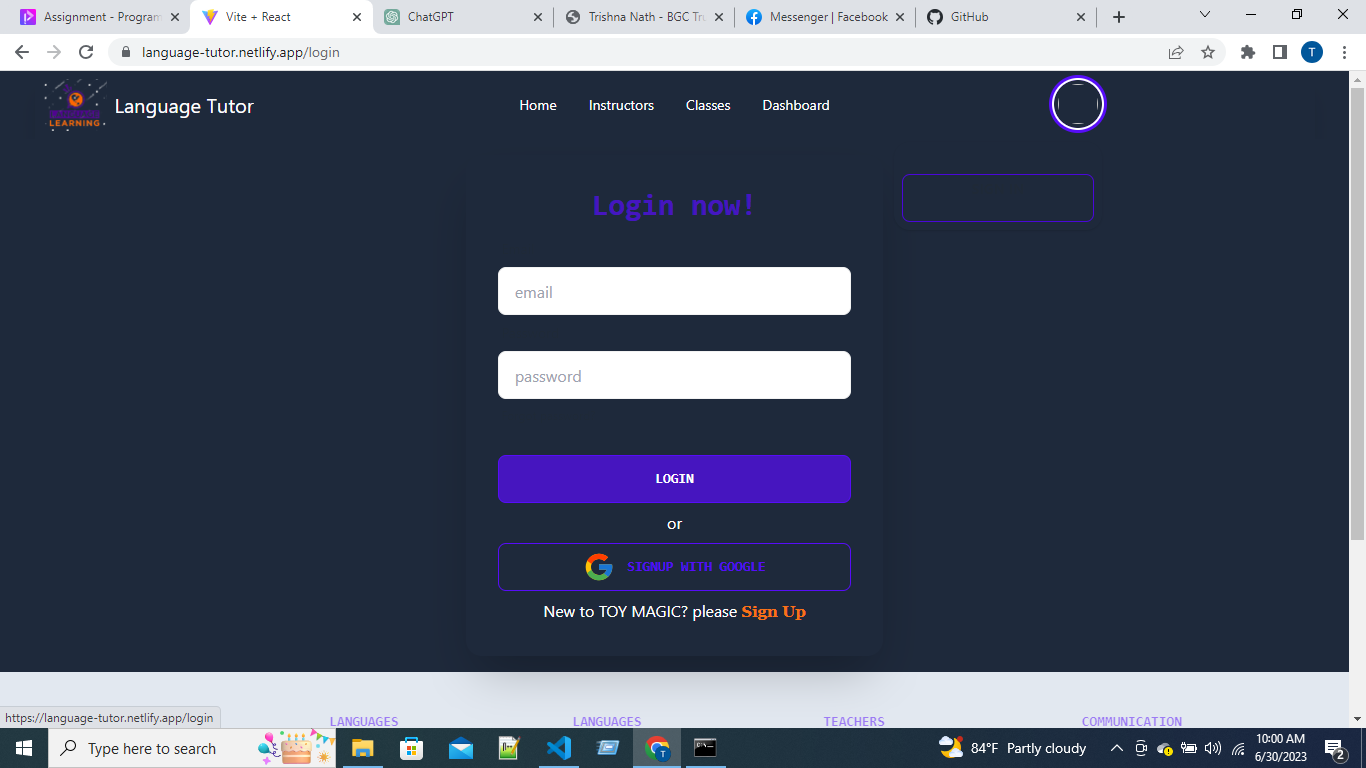 Assignment - Program
Vite + React
ChatGPT
Trishna Nath - BGC Tru
Messenger | Facebook
GitHub
language-tutor.netlify.app/login
T
LEARNING
Language Tutor
Home
Instructors
Classes
Dashboard
Login now!
email
password
LOGIN
or
SIGNUP WITH GOOGLE
New to TOY MAGIC? please Sign Up
https://language-tutor.netlify.app/login
LANGUAGES
LANGUAGES
TEACHERS
COMMUNICATION
Type here to search
T
84°F Partly cloudy
10:00 AM
6/30/2023
2